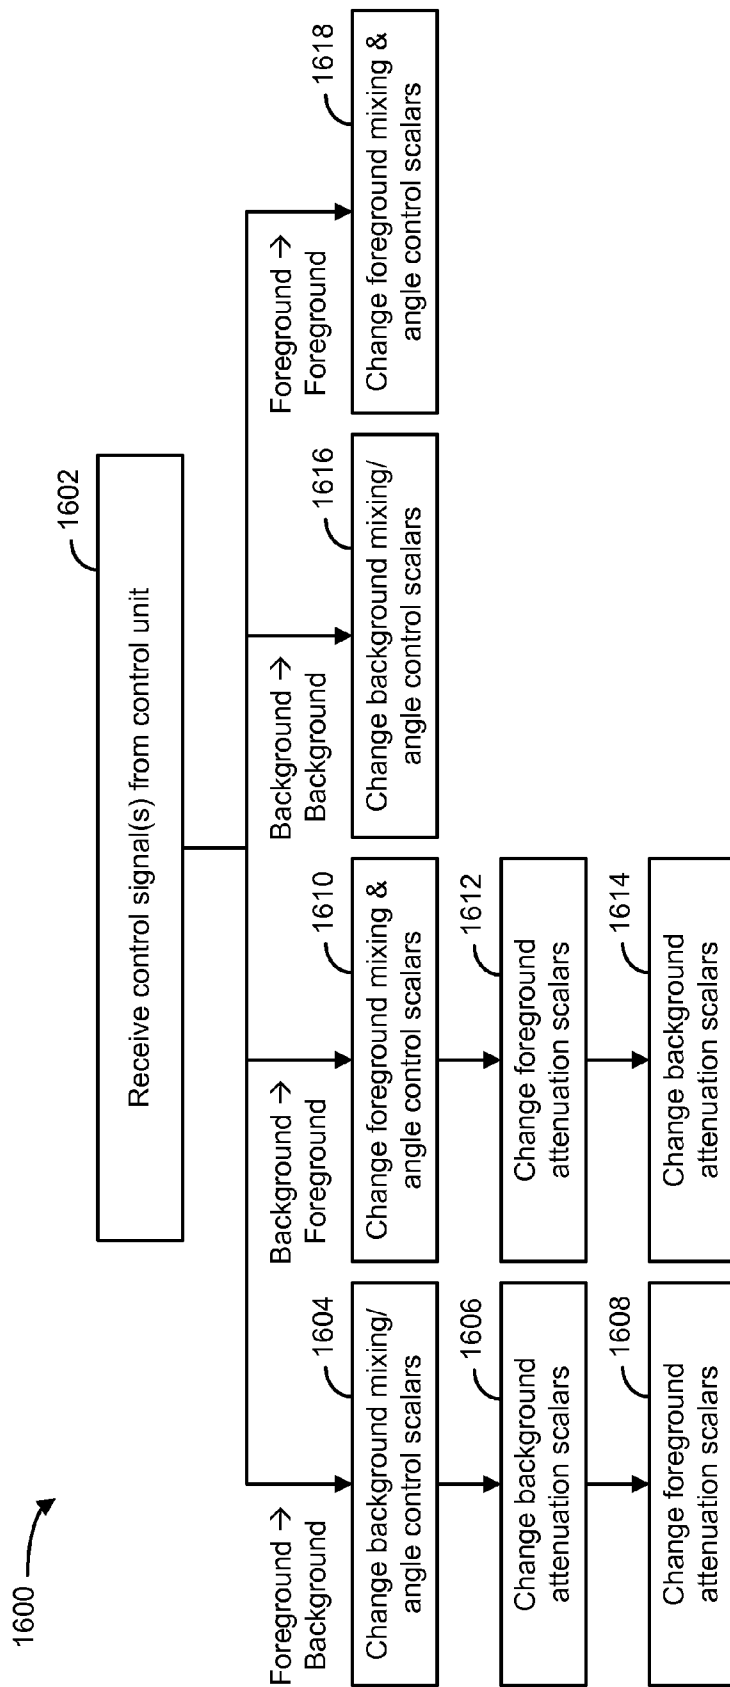 1600
1602
Receive control signal(s) from control unit
Foreground →
Background
1604
Change background mixing/
angle control scalars
1606
Change background
attenuation scalars
1608
Change foreground
attenuation scalars
Background →
Foreground
1610
Change foreground mixing &
angle control scalars
1612
Change foreground
attenuation scalars
1614
Change background
attenuation scalars
Background →
Background
1616
Change background mixing/
angle control scalars
Foreground →
Foreground
1618
Change foreground mixing &
angle control scalars